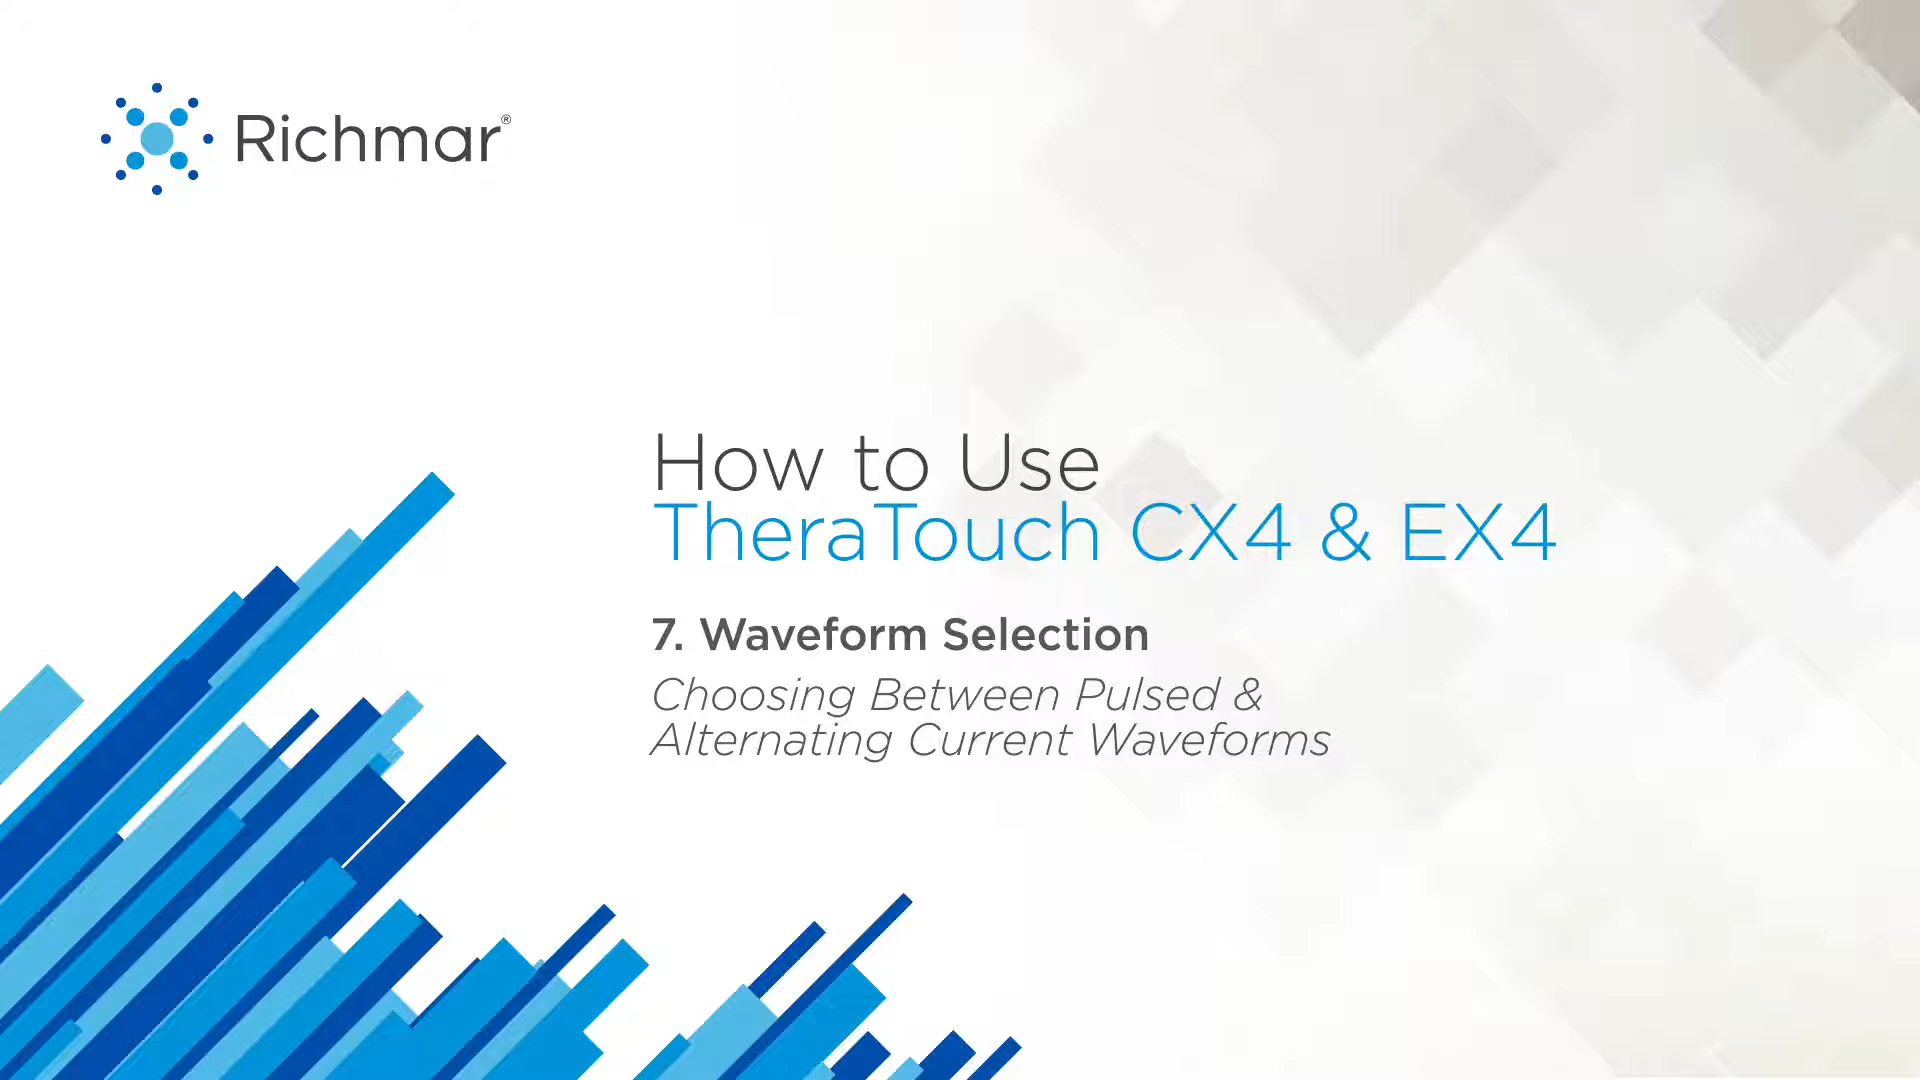 Richmar®
How to Use
TheraTouch CX4 & EX4
7. Waveform Selection
Choosing Between Pulsed &
Alternating Current Waveforms